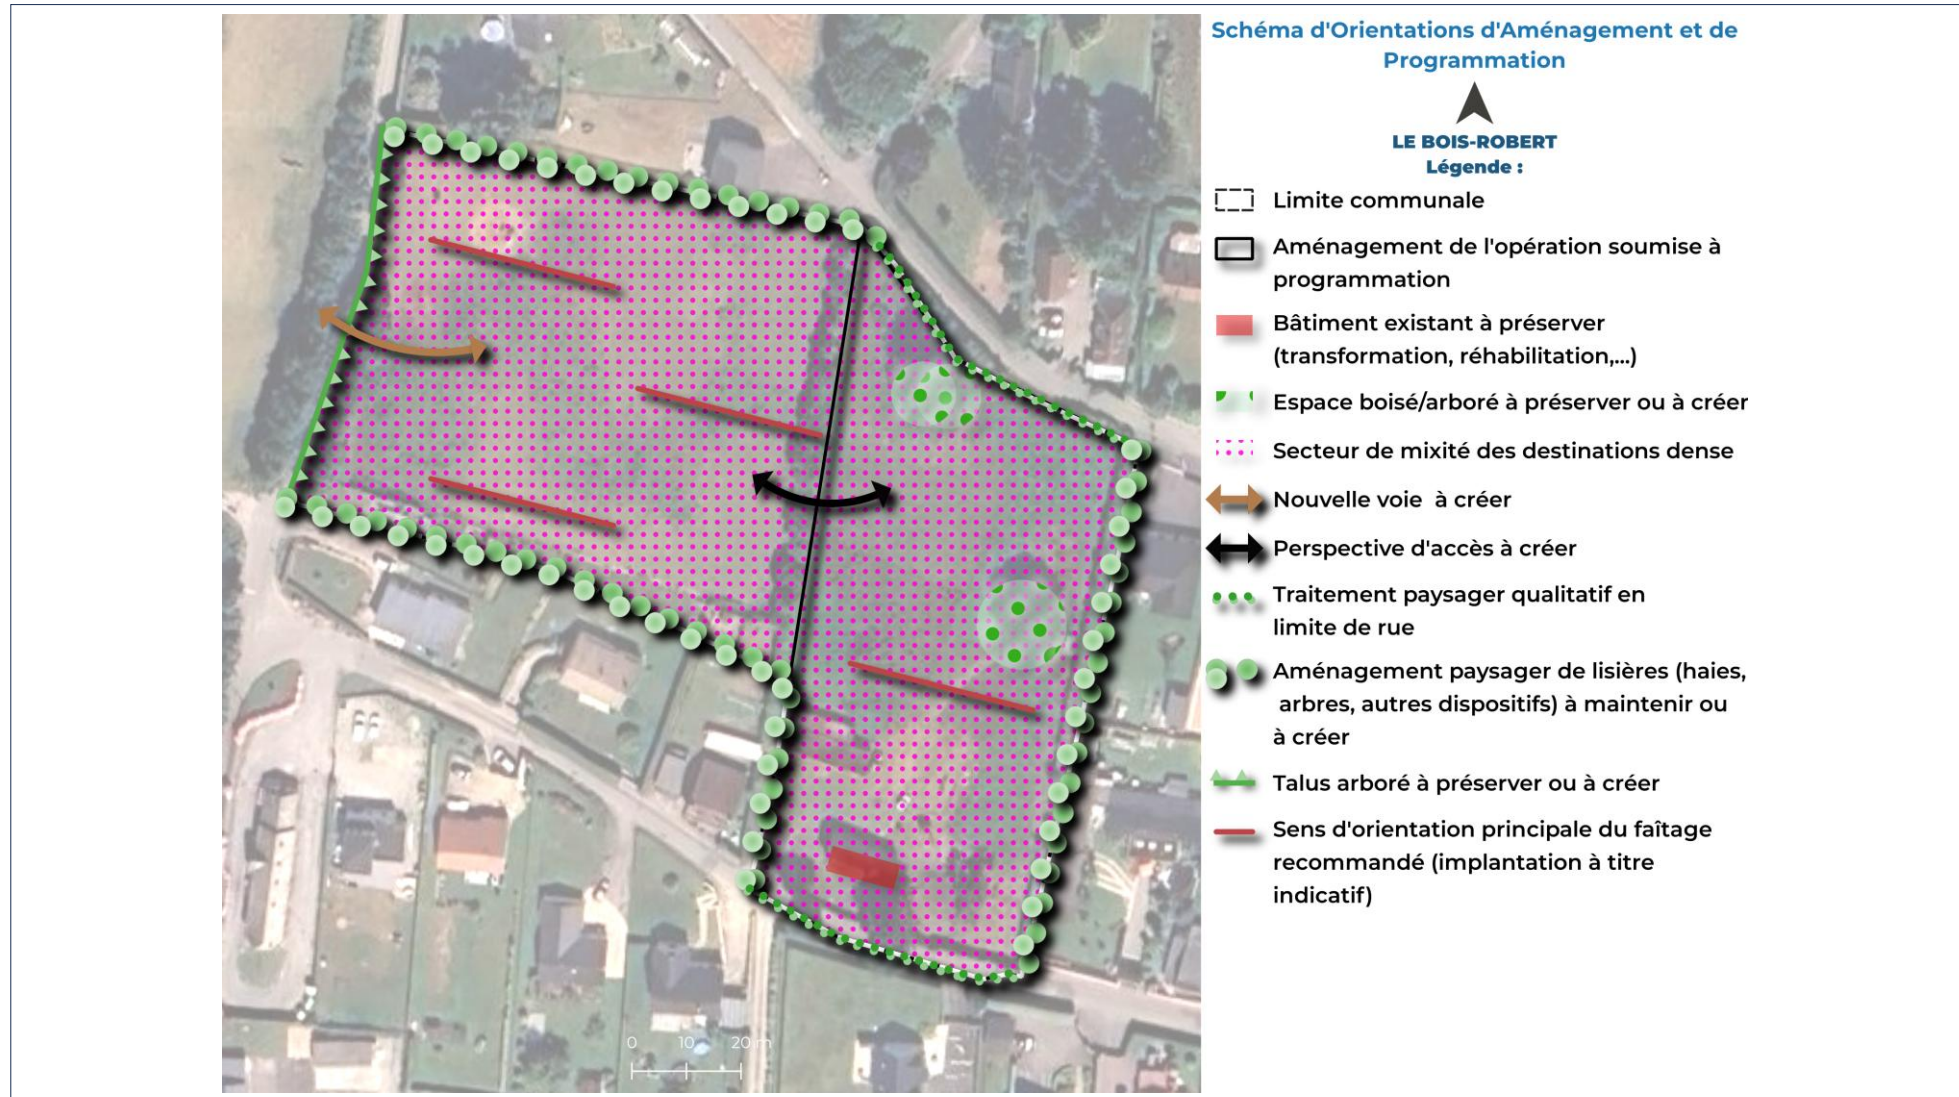 Schéma d'Orientations d'Aménagement et de
Programmation
LE BOIS-ROBERT
Légende :
Limite communale
Aménagement de l'opération soumise à
programmation
Bâtiment existant à préserver
(transformation, réhabilitation,...)
Espace boisé/arboré à préserver ou à créer
Secteur de mixité des destinations dense
Nouvelle voie à créer
Perspective d'accès à créer
Traitement paysager qualitatif en
limite de rue
Aménagement paysager de lisières (haies,
arbres, autres dispositifs) à maintenir ou
à créer
Talus arboré à préserver ou à créer
Sens d'orientation principale du faîtage
recommandé (implantation à titre
indicatif)
0 10 20 m